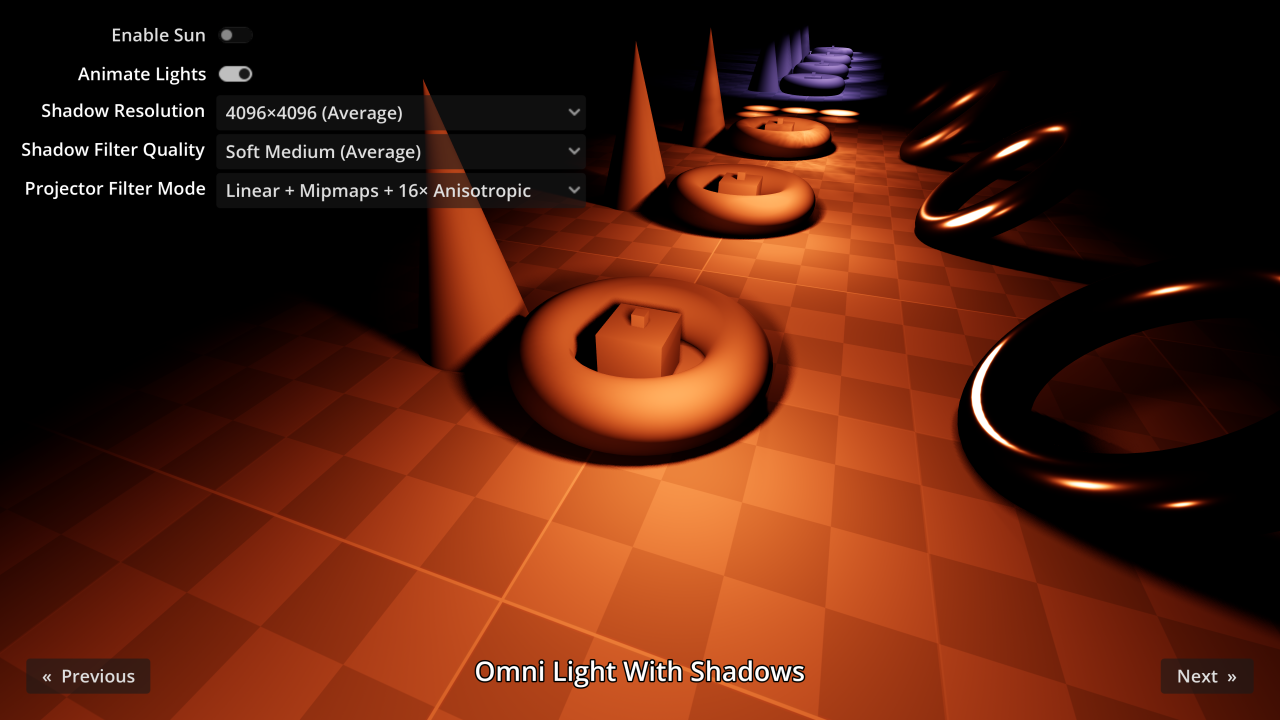 Enable Sun
Animate Lights
Shadow Resolution 4096×4096 (Average)
Shadow Filter Quality Soft Medium (Average)
Projector Filter Mode Linear + Mipmaps + 16× Anisotropic
« Previous
Omni Light With Shadows
Next »